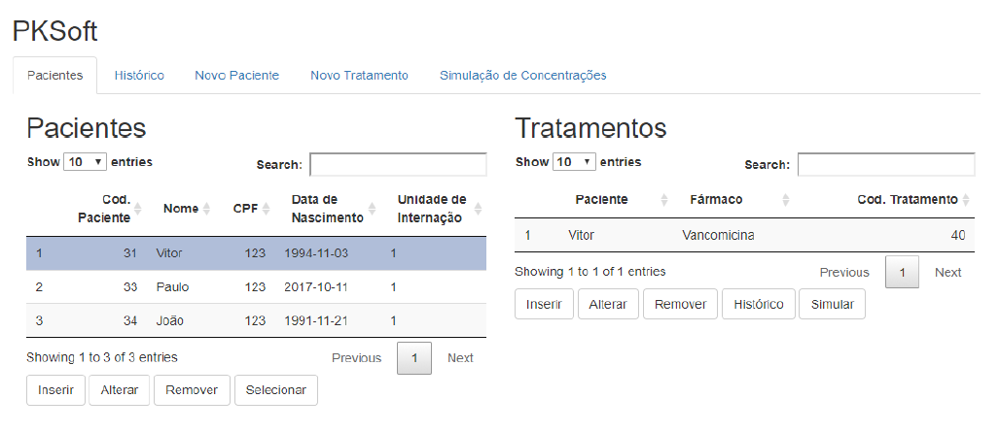 PKSoft
Pacientes Histórico Novo Paciente Novo Tratamento Simulação de Concentrações
Pacientes
Show 10 entries Search:
Cod. Paciente Nome CPF Data de Nascimento Unidade de Internação
1 31 Vitor 123 1994-11-03 1
2 33 Paulo 123 2017-10-11 1
3 34 João 123 1991-11-21 1
Showing 1 to 3 of 3 entries Previous 1 Next
Inserir Alterar Remover Selecionar
Tratamentos
Show 10 entries Search:
Paciente Fármaco Cod. Tratamento
1 Vitor Vancomicina 40
Showing 1 to 1 of 1 entries Previous 1 Next
Inserir Alterar Remover Histórico Simular